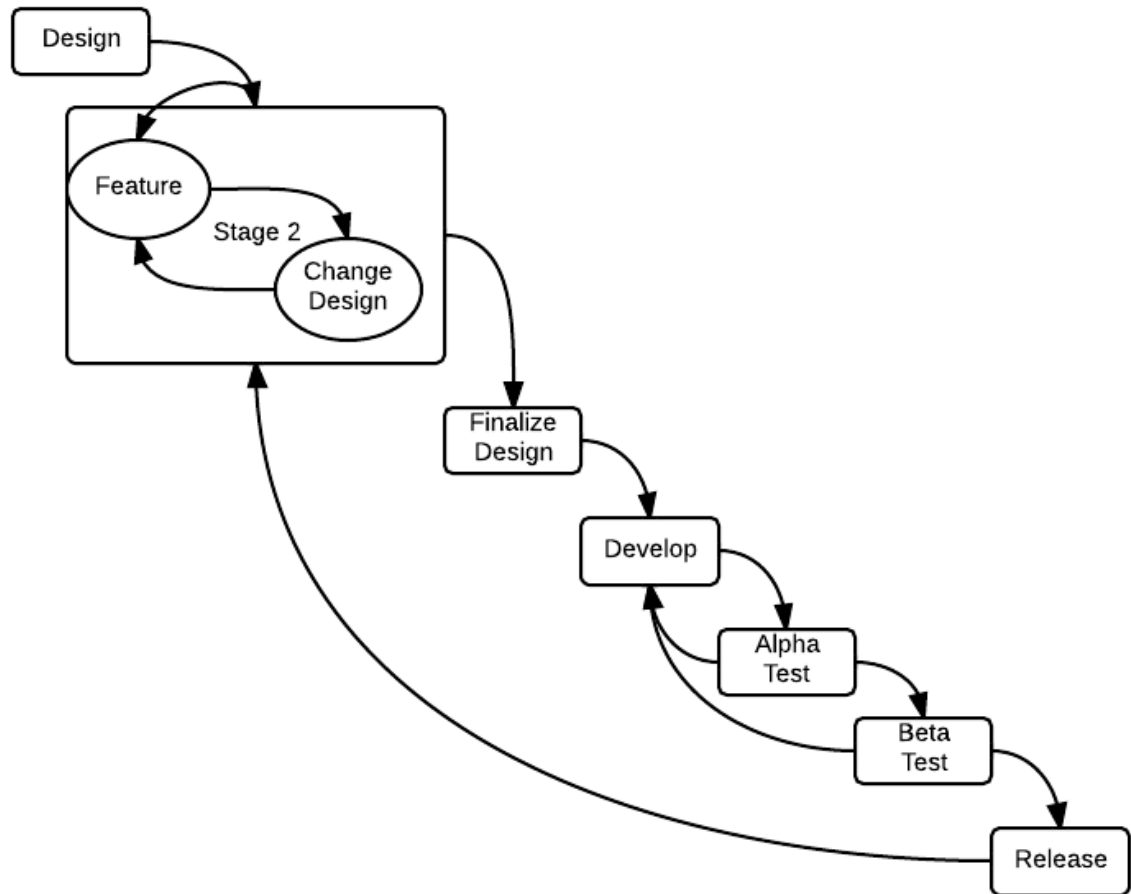 Design
Feature
Stage 2
Change
Design
Finalize
Design
Develop
Alpha
Test
Beta
Test
Release